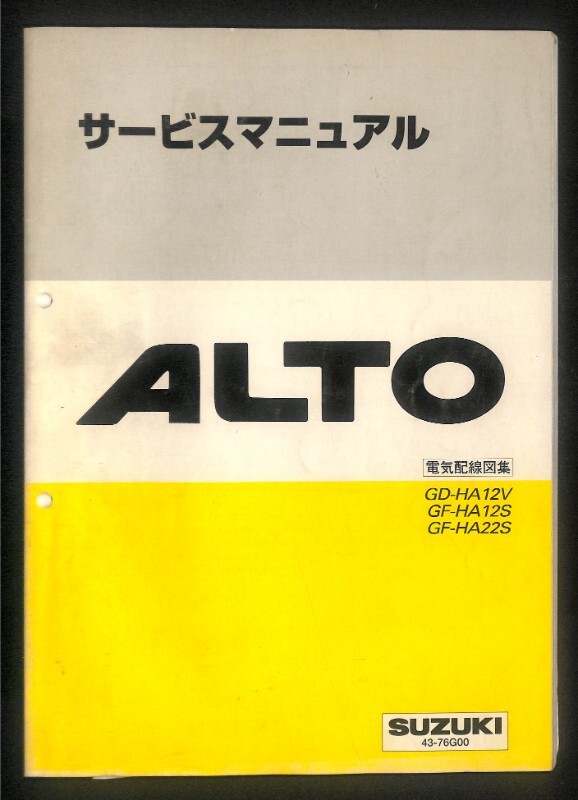 サービスマニュアル
ALTO
電気配線図集
GD-HA12V
GF-HA12S
GF-HA22S
SUZUKI
43-76G00